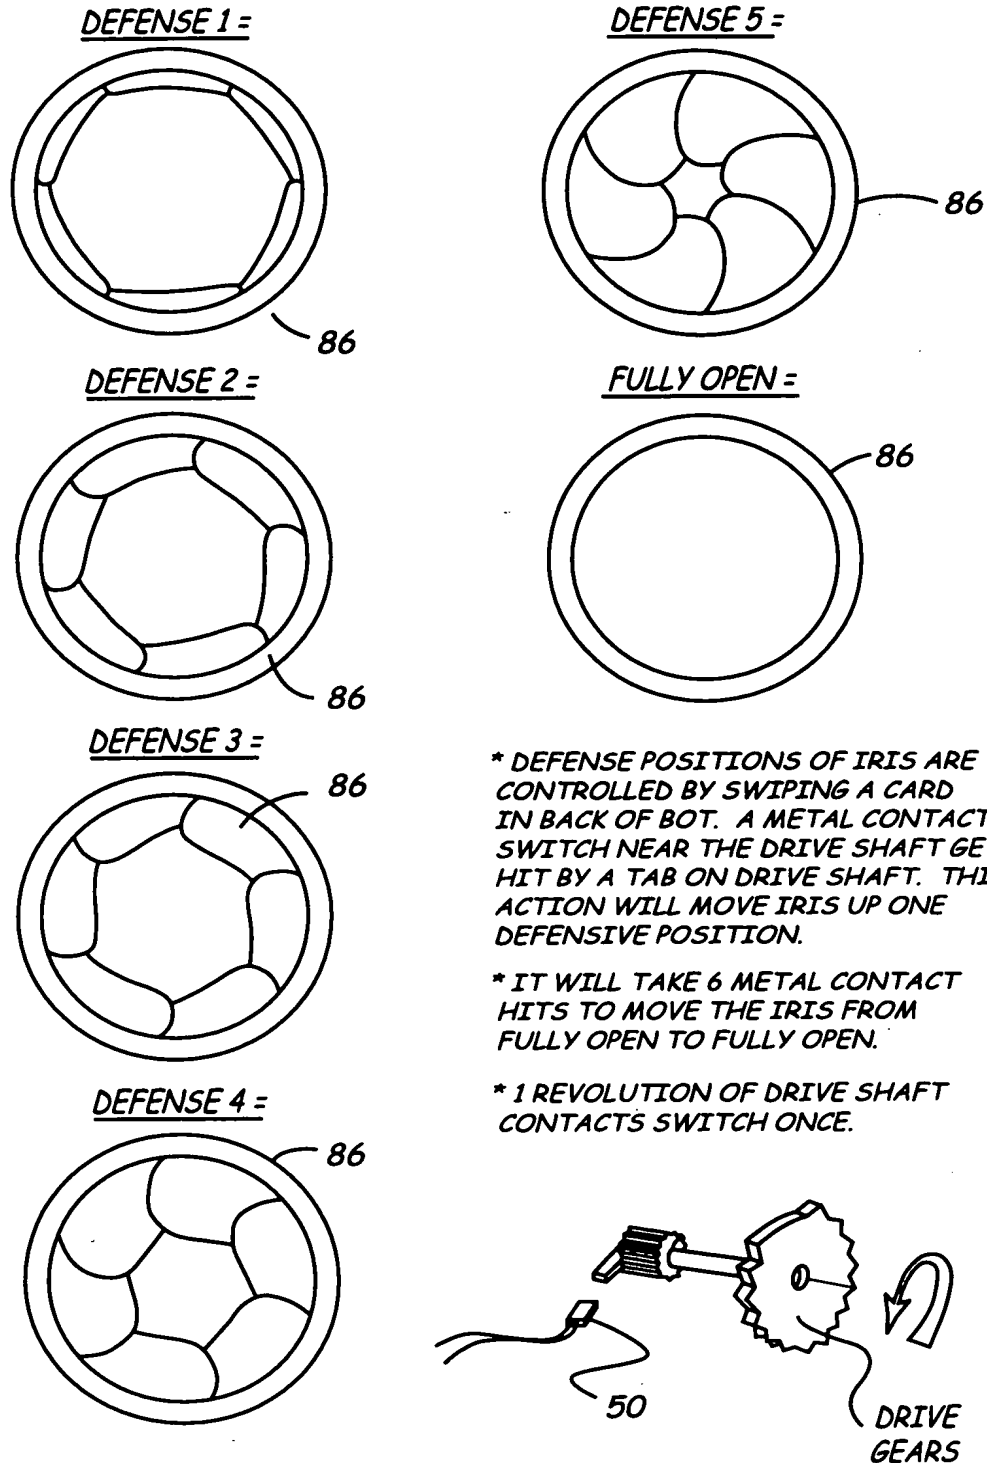 DEFENSE 1 =
86
DEFENSE 2 =
86
DEFENSE 3 =
86
DEFENSE 4 =
86
DEFENSE 5 =
86
FULLY OPEN =
86
* DEFENSE POSITIONS OF IRIS ARE
CONTROLLED BY SWIPING A CARD
IN BACK OF BOT. A METAL CONTACT
SWITCH NEAR THE DRIVE SHAFT GE
HIT BY A TAB ON DRIVE SHAFT. THI
ACTION WILL MOVE IRIS UP ONE
DEFENSIVE POSITION.
* IT WILL TAKE 6 METAL CONTACT
HITS TO MOVE THE IRIS FROM
FULLY OPEN TO FULLY OPEN.
* 1 REVOLUTION OF DRIVE SHAFT
CONTACTS SWITCH ONCE.
50
DRIVE
GEARS